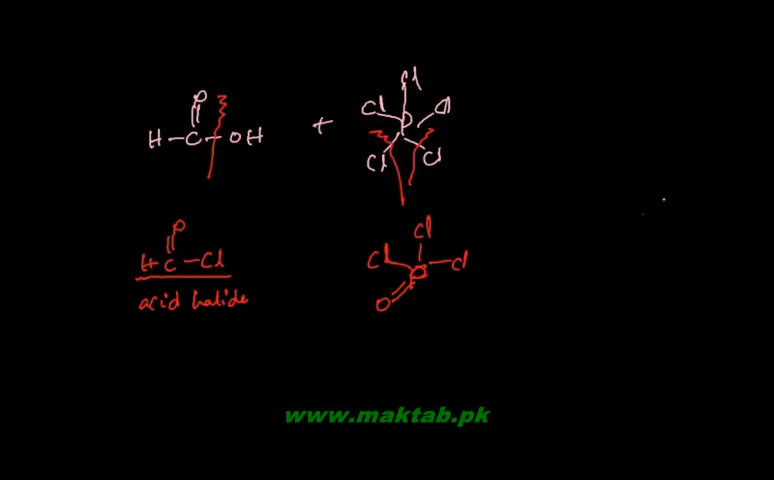 O
H-C-OH + Cl Cl P Cl Cl Cl
O
H C-Cl
acid halide
Cl
Cl P Cl
O
www.maktab.pk